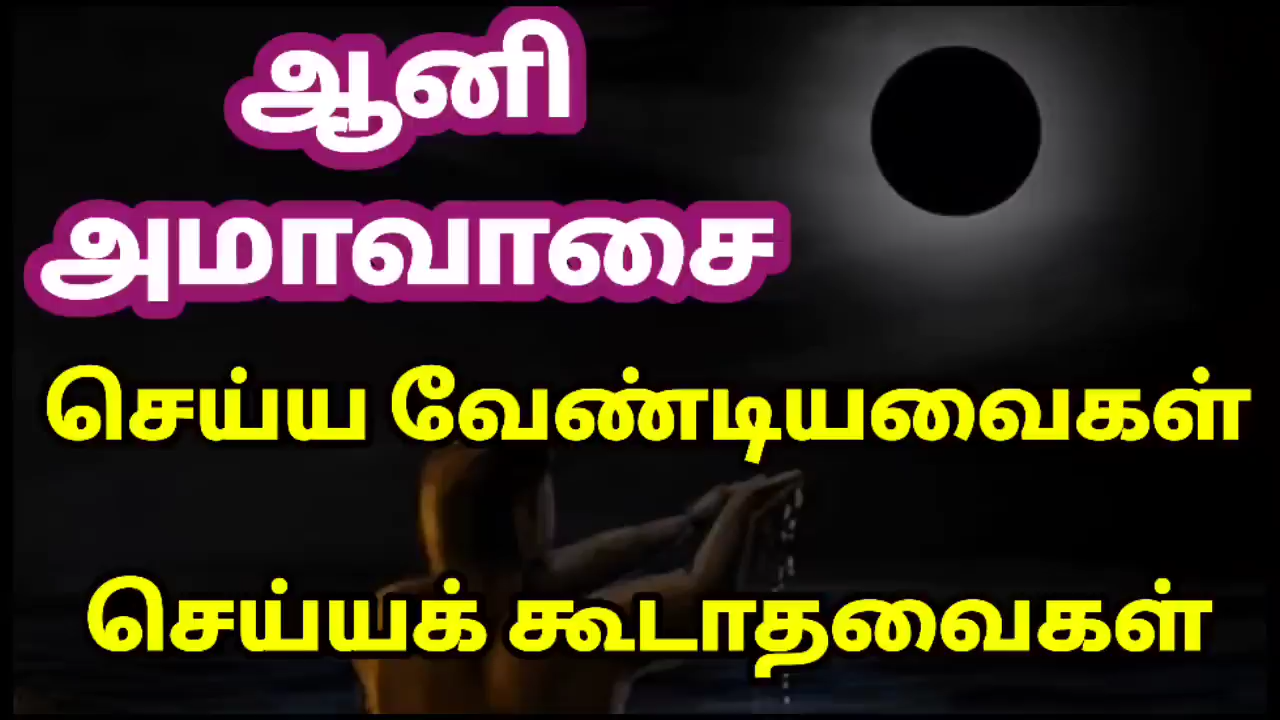 ஆனி
அமாவாசை
செய்ய வேண்டியவைகள்
செய்யக் கூடாதவைகள்